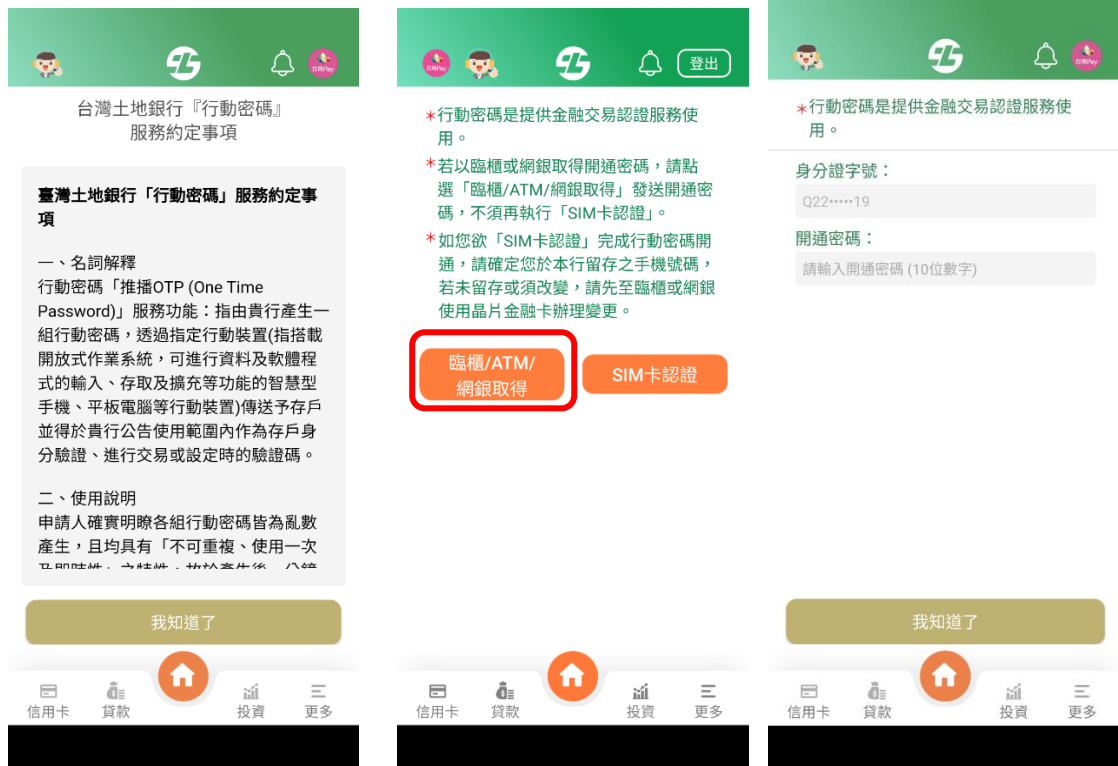 台灣土地銀行『行動密碼』
服務約定事項
臺灣土地銀行「行動密碼」服務約定事
項
一、名詞解釋
行動密碼「推播OTP (One Time
Password)」服務功能：指由貴行產生一
組行動密碼，透過指定行動裝置(指搭載
開放式作業系統，可進行資料及軟體程
式的輸入、存取及擴充等功能的智慧型
手機、平板電腦等行動裝置)傳送予存戶
並得於貴行公告使用範圍內作為存戶身
分驗證、進行交易或設定時的驗證碼。
二、使用說明
申請人確實明瞭各組行動密碼皆為亂數
產生，且均具有「不可重複、使用一次
我知道了
信用卡
貸款
投資
更多
台灣Pay
登出
*行動密碼是提供金融交易認證服務使
用。
*若以臨櫃或網銀取得開通密碼，請點
選「臨櫃/ATM/網銀取得」發送開通密
碼，不須再執行「SIM卡認證」。
*如您欲「SIM卡認證」完成行動密碼開
通，請確定您於本行留存之手機號碼，
若未留存或須改變，請先至臨櫃或網銀
使用晶片金融卡辦理變更。
臨櫃/ATM/
網銀取得
SIM卡認證
信用卡
貸款
投資
更多
台灣Pay
*行動密碼是提供金融交易認證服務使
用。
身分證字號：
Q22•••••19
開通密碼：
請輸入開通密碼 (10位數字)
我知道了
信用卡
貸款
投資
更多